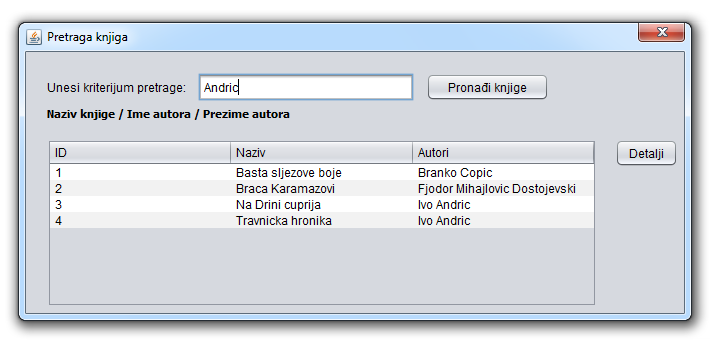 Pretraga knjiga
Unesi kriterijum pretrage: Andric Pronađi knjige
Naziv knjige / Ime autora / Prezime autora
ID Naziv Autori Detalji
1 Basta sljezove boje Branko Copic
2 Braca Karamazovi Fjodor Mihajlovic Dostojevski
3 Na Drini cuprija Ivo Andric
4 Travnicka hronika Ivo Andric